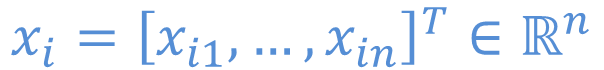 xᵢ = [xᵢ₁, … , xᵢₙ]ᵀ ∈ ℝⁿ